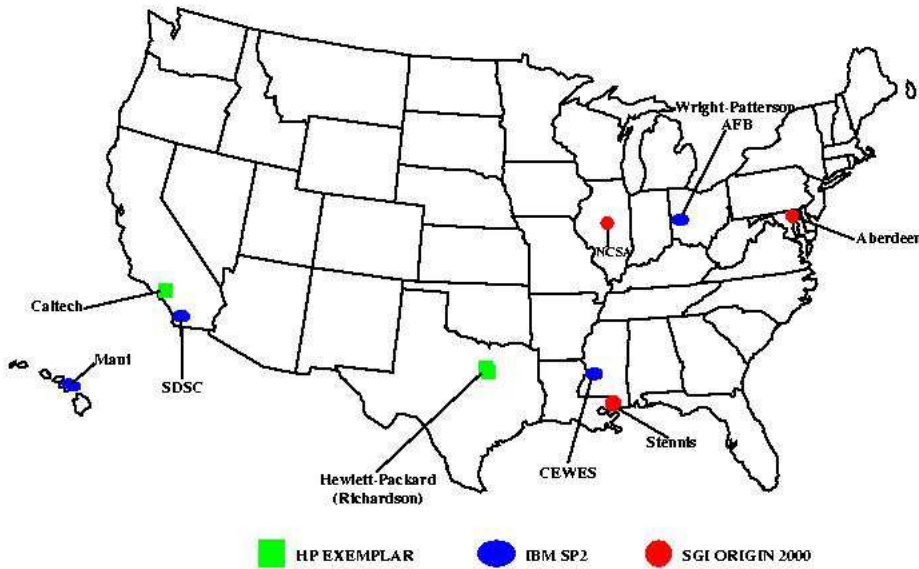 Wright-Patterson
AFB
NCSA
Aberdeen
Caltech
Maui
SDSC
Stennis
CEWES
Hewlett-Packard
(Richardson)
HP EXEMPLAR
IBM SP2
SGI ORIGIN 2000